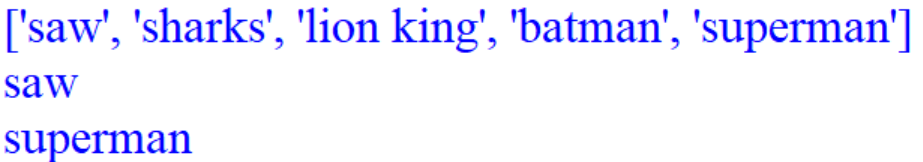 ['saw', 'sharks', 'lion king', 'batman', 'superman']
saw
superman